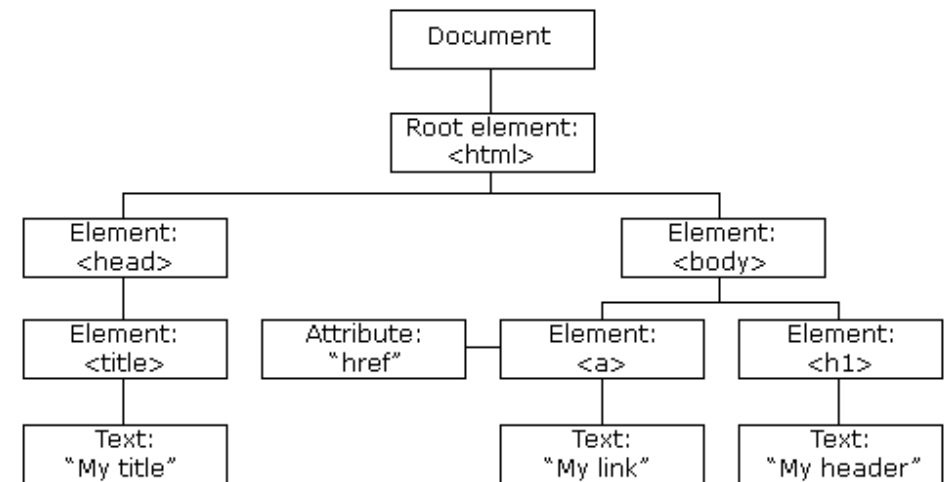 Document
Root element:
<html>
Element:
<head>
Element:
<body>
Element:
<title>
Attribute:
“href”
Element:
<a>
Element:
<h1>
Text:
“My title”
Text:
“My link”
Text:
“My header”